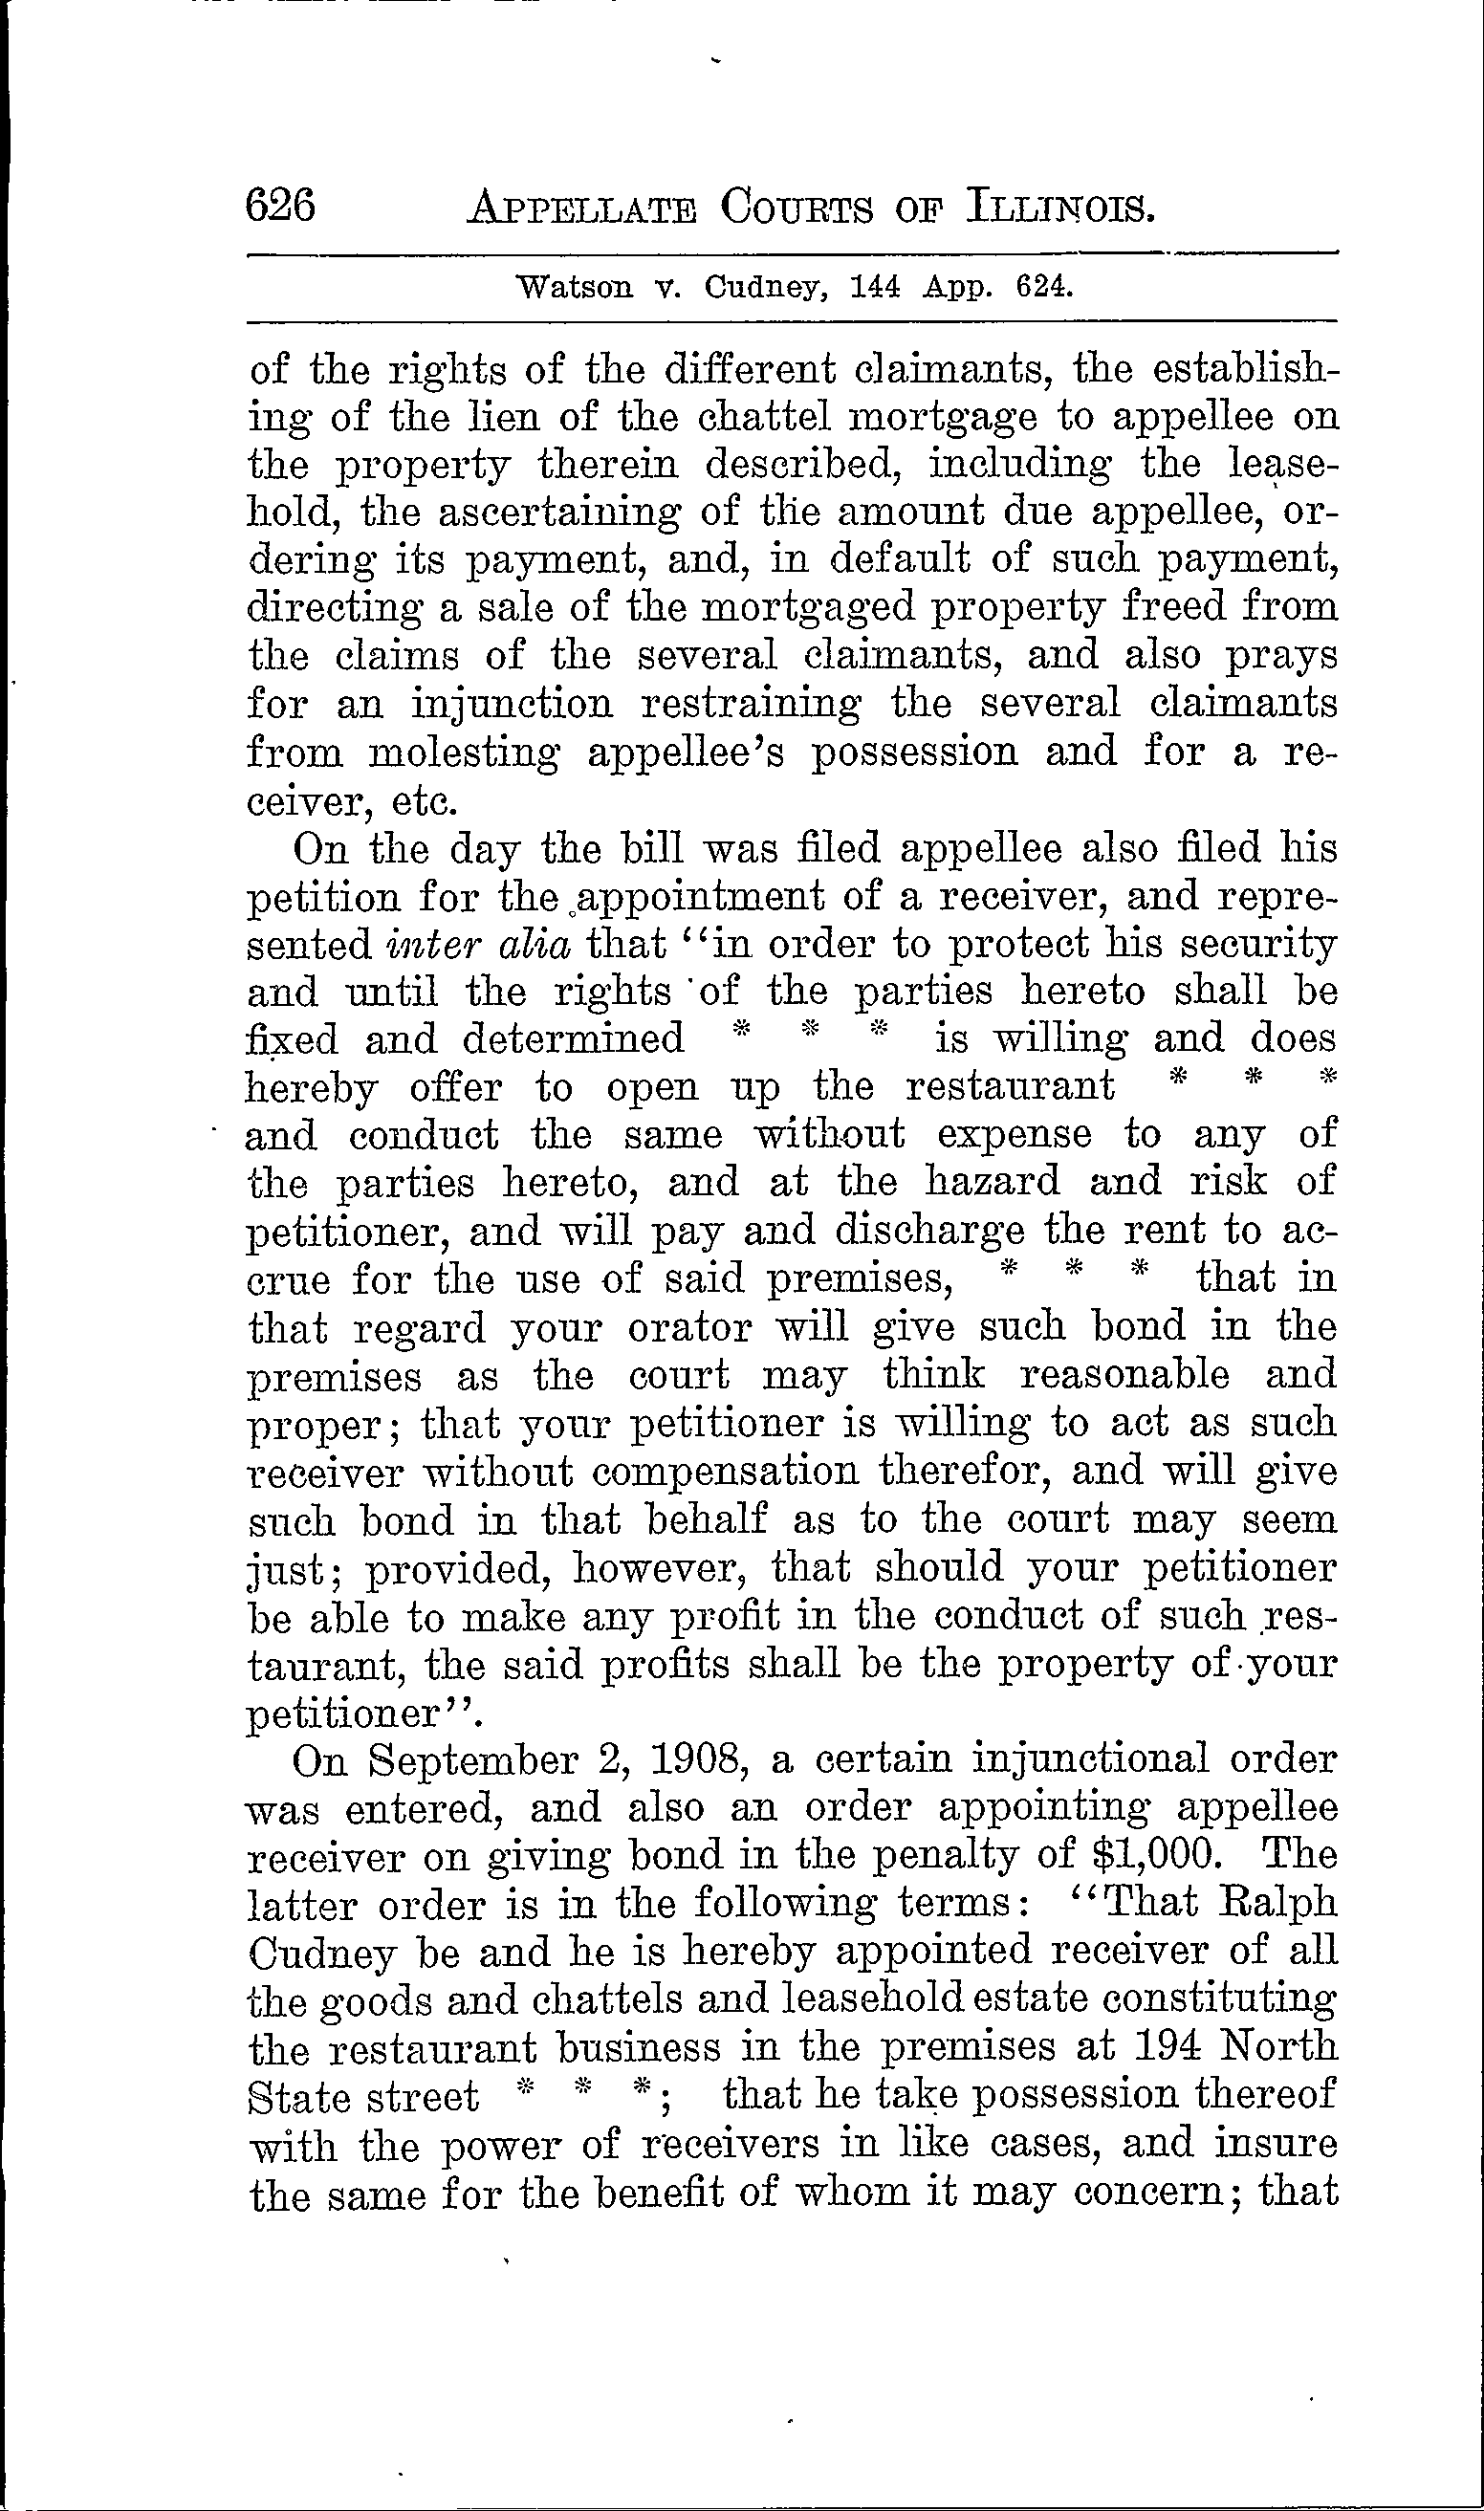 626 APPELLATE COURTS OF ILLINOIS.
Watson v. Cudney, 144 App. 624.
of the rights of the different claimants, the establish-
ing of the lien of the chattel mortgage to appellee on
the property therein described, including the lease-
hold, the ascertaining of the amount due appellee, or-
dering its payment, and, in default of such payment,
directing a sale of the mortgaged property freed from
the claims of the several claimants, and also prays
for an injunction restraining the several claimants
from molesting appellee's possession and for a re-
ceiver, etc.
On the day the bill was filed appellee also filed his
petition for the appointment of a receiver, and repre-
sented inter alia that "in order to protect his security
and until the rights of the parties hereto shall be
fixed and determined * * * is willing and does
hereby offer to open up the restaurant * * *
and conduct the same without expense to any of
the parties hereto, and at the hazard and risk of
petitioner, and will pay and discharge the rent to ac-
crue for the use of said premises, * * * that in
that regard your orator will give such bond in the
premises as the court may think reasonable and
proper; that your petitioner is willing to act as such
receiver without compensation therefor, and will give
such bond in that behalf as to the court may seem
just; provided, however, that should your petitioner
be able to make any profit in the conduct of such res-
taurant, the said profits shall be the property of your
petitioner".
On September 2, 1908, a certain injunctional order
was entered, and also an order appointing appellee
receiver on giving bond in the penalty of $1,000. The
latter order is in the following terms: "That Ralph
Cudney be and he is hereby appointed receiver of all
the goods and chattels and leasehold estate constituting
the restaurant business in the premises at 194 North
State street * * *; that he take possession thereof
with the power of receivers in like cases, and insure
the same for the benefit of whom it may concern; that